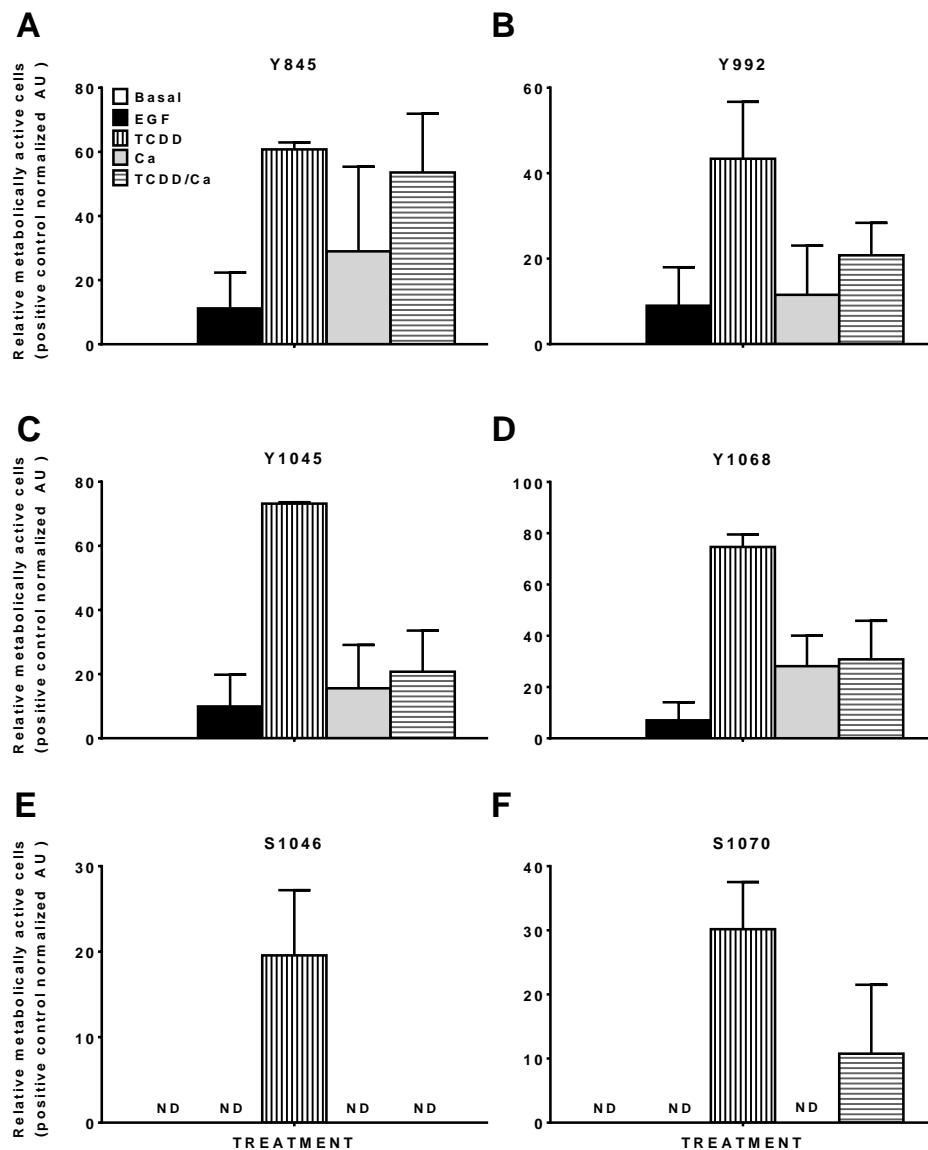 A
B
Y845
Y992
Relative metabolically active cells
(positive control normalized AU)
80
60
40
20
0
Basal
EGF
TCDD
Ca
TCDD/Ca
60
40
20
0
C
D
Y1045
Y1068
Relative metabolically active cells
(positive control normalized AU)
80
60
40
20
0
100
80
60
40
20
0
E
F
S1046
S1070
Relative metabolically active cells
(positive control normalized AU)
30
20
10
0
ND ND ND ND
TREATMENT
40
30
20
10
0
ND ND ND
TREATMENT